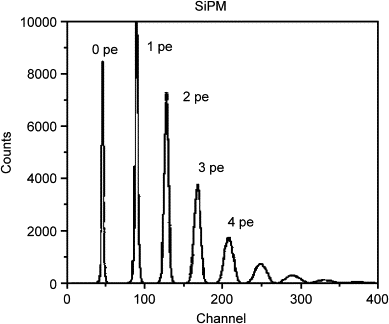 SiPM
10000
8000
6000
4000
2000
0
Counts
0 pe
1 pe
2 pe
3 pe
4 pe
0
100
200
300
400
Channel